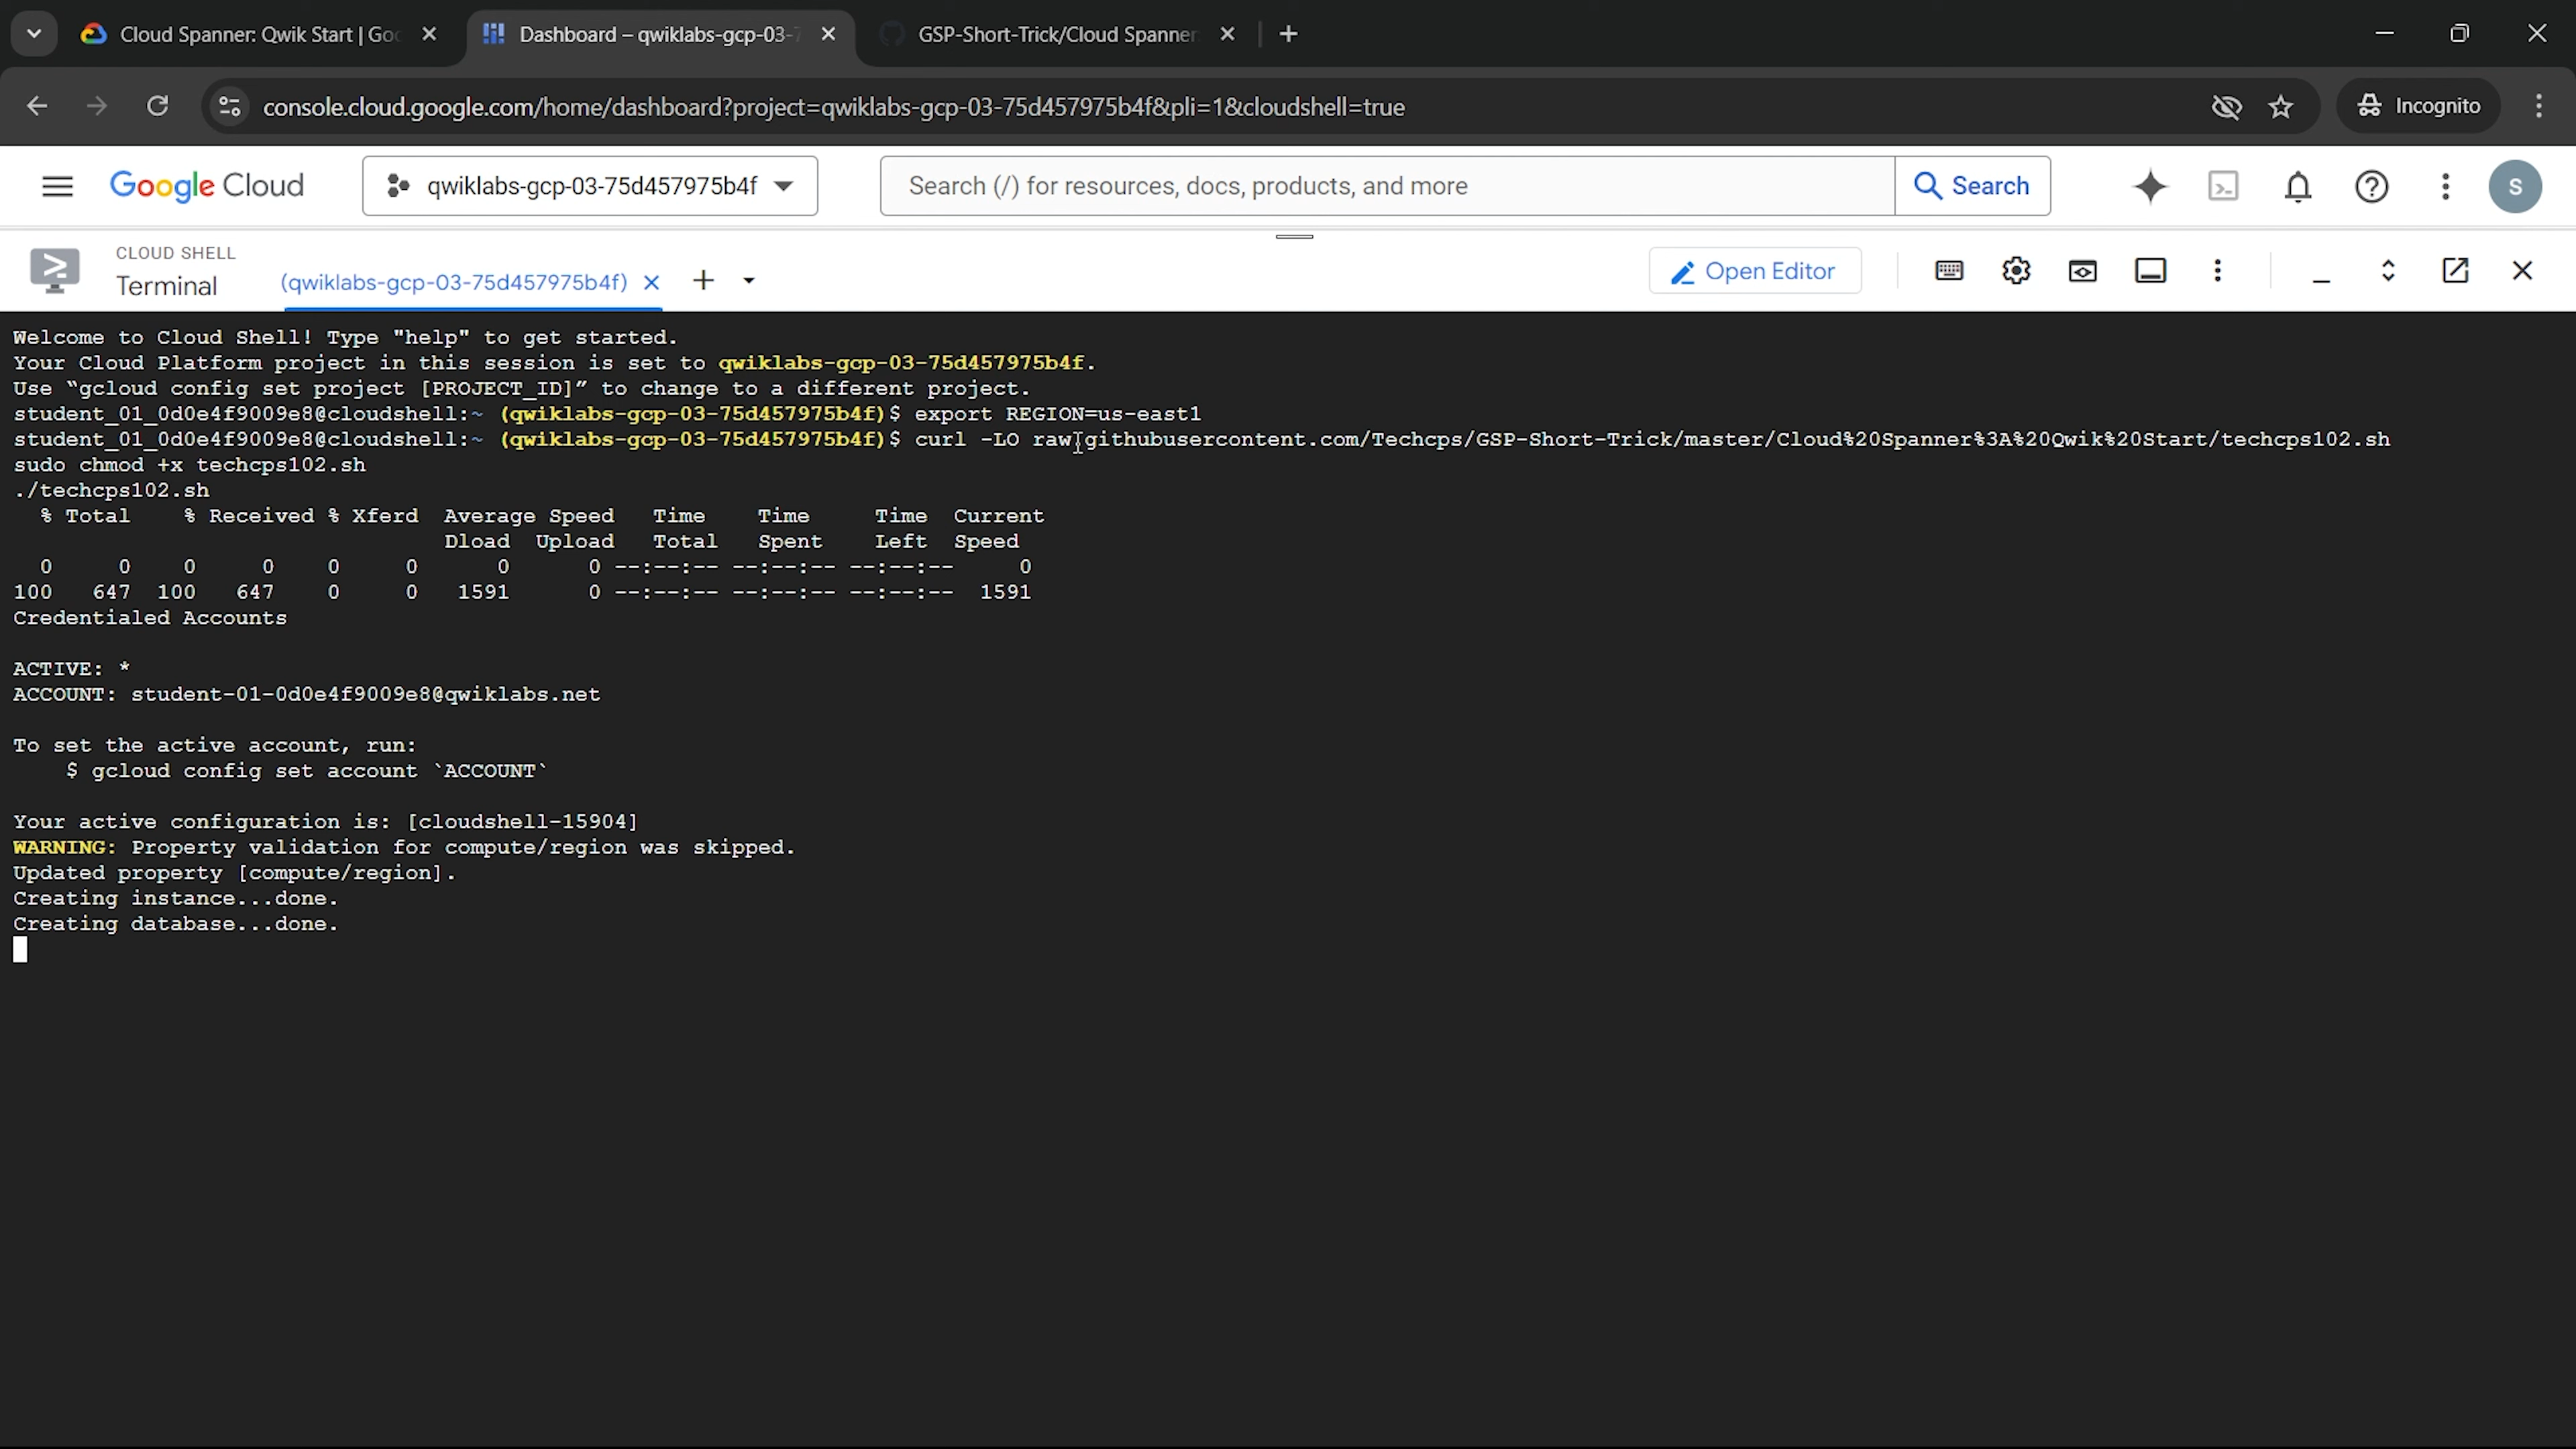 Cloud Spanner: Qwik Start | Goo
Dashboard – qwiklabs-gcp-03-7
GSP-Short-Trick/Cloud Spanner
console.cloud.google.com/home/dashboard?project=qwiklabs-gcp-03-75d457975b4f&pli=1&cloudshell=true
Incognito
Google Cloud
qwiklabs-gcp-03-75d457975b4f
Search (/) for resources, docs, products, and more
Search
S
CLOUD SHELL
Terminal
(qwiklabs-gcp-03-75d457975b4f)
Open Editor
Welcome to Cloud Shell! Type "help" to get started.
Your Cloud Platform project in this session is set to qwiklabs-gcp-03-75d457975b4f.
Use “gcloud config set project [PROJECT_ID]” to change to a different project.
student_01_0d0e4f9009e8@cloudshell:~ (qwiklabs-gcp-03-75d457975b4f)$ export REGION=us-east1
student_01_0d0e4f9009e8@cloudshell:~ (qwiklabs-gcp-03-75d457975b4f)$ curl -LO raw.githubusercontent.com/Techcps/GSP-Short-Trick/master/Cloud%20Spanner%3A%20Qwik%20Start/techcps102.sh
sudo chmod +x techcps102.sh
./techcps102.sh
% Total % Received % Xferd Average Speed Time Time Time Current
Dload Upload Total Spent Left Speed
0 0 0 0 0 0 0 0 --:--:-- --:--:-- --:--:-- 0
100 647 100 647 0 0 1591 0 --:--:-- --:--:-- --:--:-- 1591
Credentialed Accounts
ACTIVE: *
ACCOUNT: student-01-0d0e4f9009e8@qwiklabs.net
To set the active account, run:
$ gcloud config set account `ACCOUNT`
Your active configuration is: [cloudshell-15904]
WARNING: Property validation for compute/region was skipped.
Updated property [compute/region].
Creating instance...done.
Creating database...done.